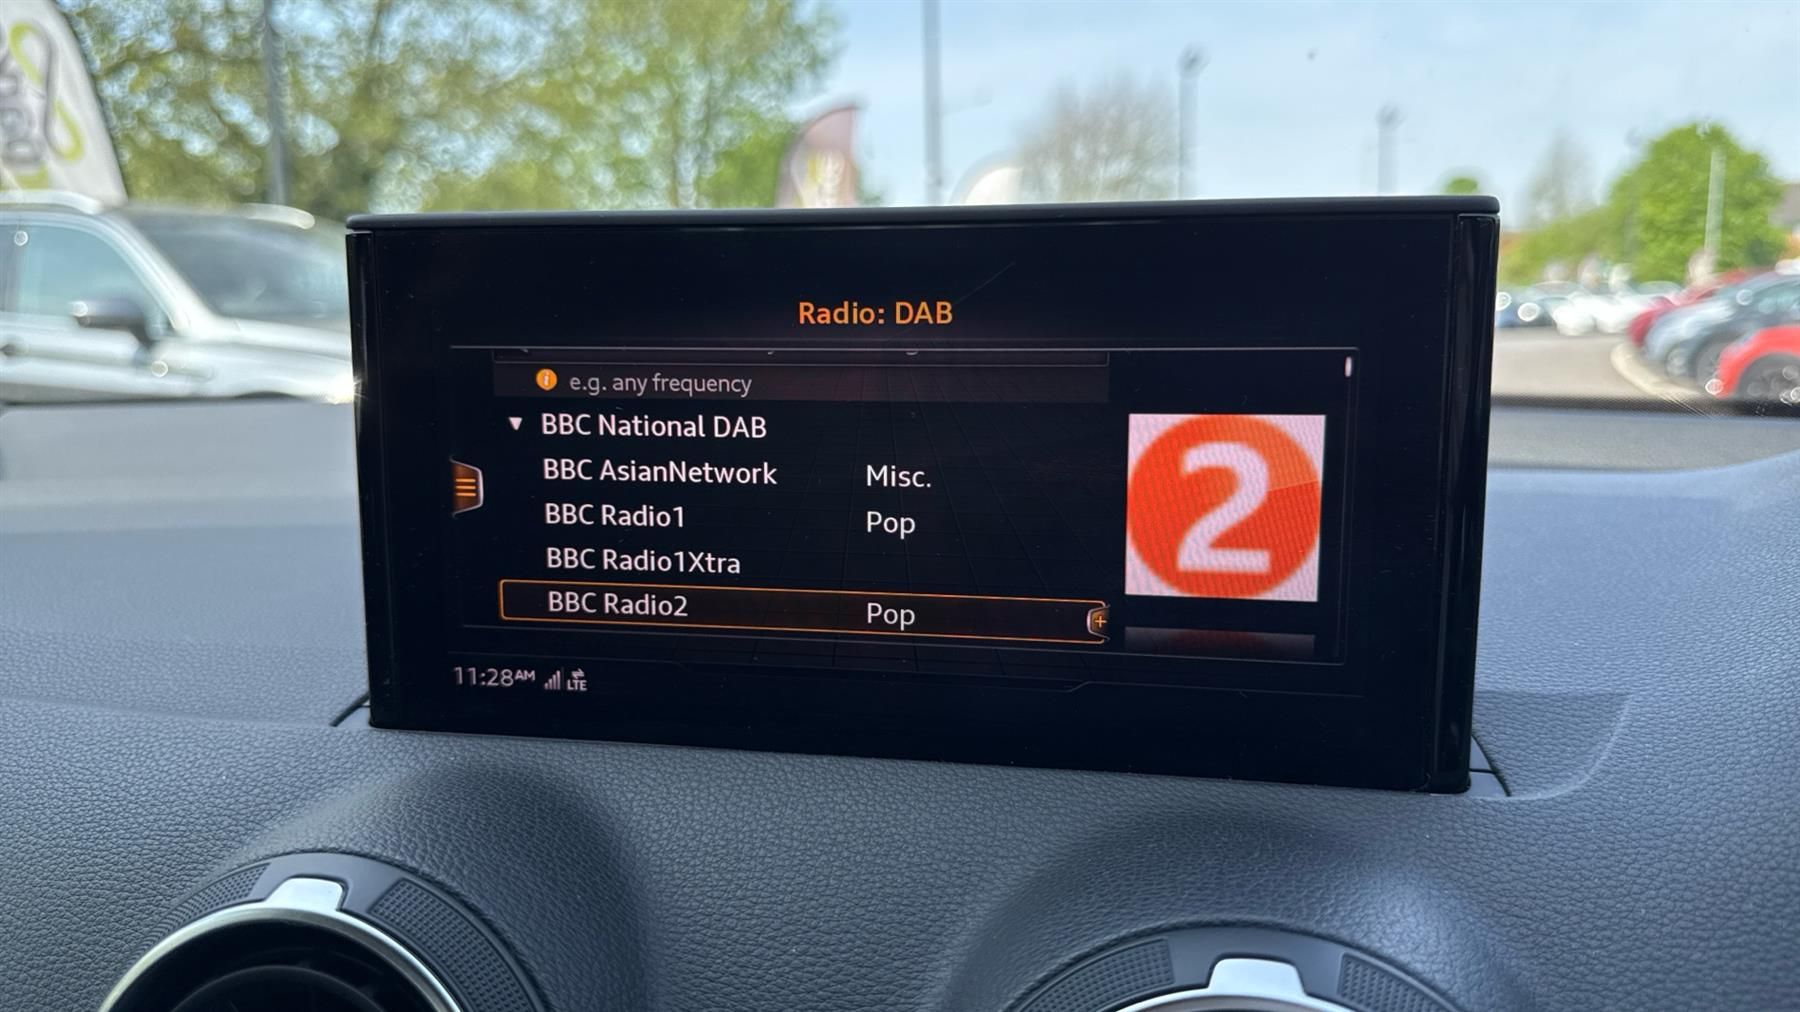 Radio: DAB
i e.g. any frequency
BBC National DAB
BBC AsianNetwork Misc.
BBC Radio1 Pop
BBC Radio1Xtra
BBC Radio2 Pop
2
11:28AM LTE